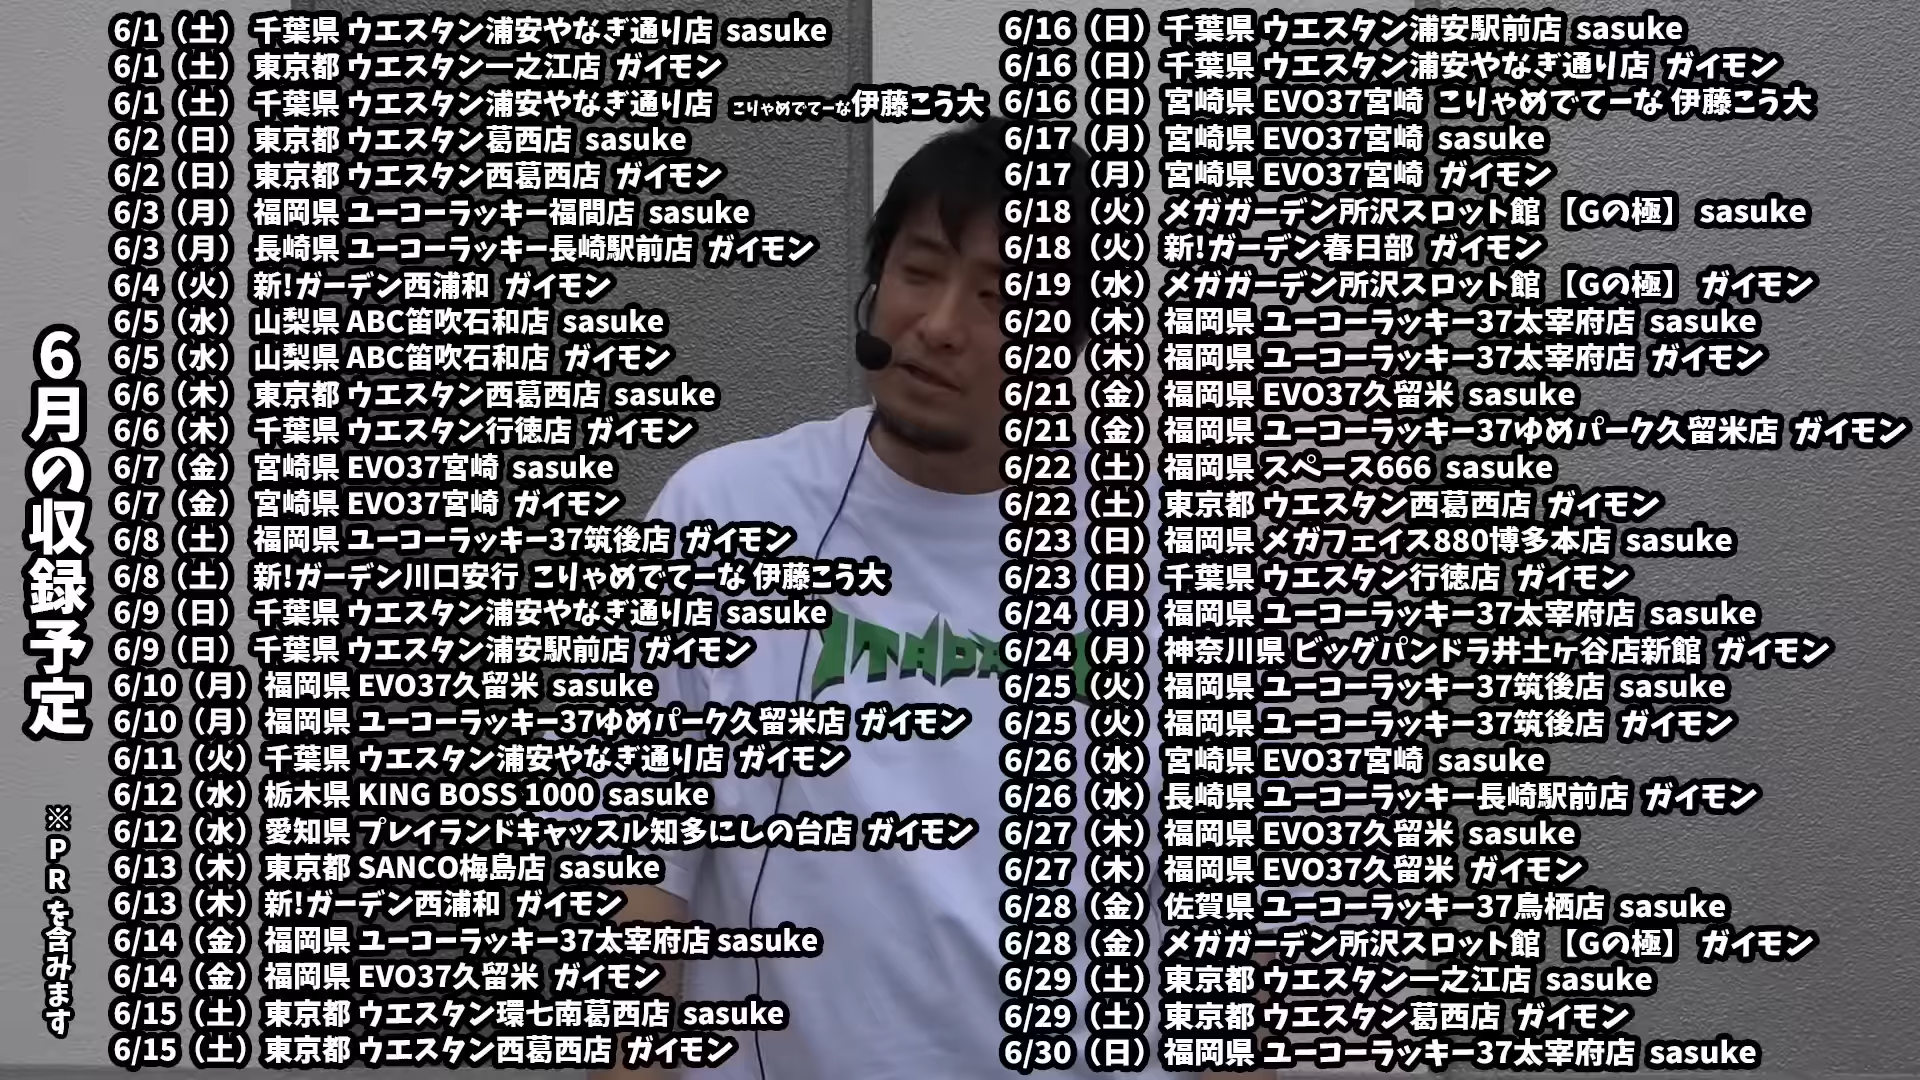 6月の収録予定
※PRを含みます
6/1（土） 千葉県 ウエスタン浦安やなぎ通り店 sasuke
6/1（土） 東京都 ウエスタン一之江店 ガイモン
6/1（土） 千葉県 ウエスタン浦安やなぎ通り店 こりゃめでてーな伊藤こう大
6/2（日） 東京都 ウエスタン葛西店 sasuke
6/2（日） 東京都 ウエスタン西葛西店 ガイモン
6/3（月） 福岡県 ユーコーラッキー福間店 sasuke
6/3（月） 長崎県 ユーコーラッキー長崎駅前店 ガイモン
6/4（火） 新!ガーデン西浦和 ガイモン
6/5（水） 山梨県 ABC笛吹石和店 sasuke
6/5（水） 山梨県 ABC笛吹石和店 ガイモン
6/6（木） 東京都 ウエスタン西葛西店 sasuke
6/6（木） 千葉県 ウエスタン行徳店 ガイモン
6/7（金） 宮崎県 EVO37宮崎 sasuke
6/7（金） 宮崎県 EVO37宮崎 ガイモン
6/8（土） 福岡県 ユーコーラッキー37筑後店 ガイモン
6/8（土） 新!ガーデン川口安行 こりゃめでてーな 伊藤こう大
6/9（日） 千葉県 ウエスタン浦安やなぎ通り店 sasuke
6/9（日） 千葉県 ウエスタン浦安駅前店 ガイモン
6/10（月）福岡県 EVO37久留米 sasuke
6/10（月）福岡県 ユーコーラッキー37ゆめパーク久留米店 ガイモン
6/11（火）千葉県 ウエスタン浦安やなぎ通り店 ガイモン
6/12（水）栃木県 KING BOSS 1000 sasuke
6/12（水）愛知県 プレイランドキャッスル知多にしの台店 ガイモン
6/13（木）東京都 SANCO梅島店 sasuke
6/13（木）新!ガーデン西浦和 ガイモン
6/14（金）福岡県 ユーコーラッキー37太宰府店 sasuke
6/14（金）福岡県 EVO37久留米 ガイモン
6/15（土）東京都 ウエスタン環七南葛西店 sasuke
6/15（土）東京都 ウエスタン西葛西店 ガイモン
6/16（日）千葉県 ウエスタン浦安駅前店 sasuke
6/16（日）千葉県 ウエスタン浦安やなぎ通り店 ガイモン
6/16（日）宮崎県 EVO37宮崎 こりゃめでてーな 伊藤こう大
6/17（月）宮崎県 EVO37宮崎 sasuke
6/17（月）宮崎県 EVO37宮崎 ガイモン
6/18（火）メガガーデン所沢スロット館【Gの極】 sasuke
6/18（火）新!ガーデン春日部 ガイモン
6/19（水）メガガーデン所沢スロット館【Gの極】 ガイモン
6/20（木）福岡県 ユーコーラッキー37太宰府店 sasuke
6/20（木）福岡県 ユーコーラッキー37太宰府店 ガイモン
6/21（金）福岡県 EVO37久留米 sasuke
6/21（金）福岡県 ユーコーラッキー37ゆめパーク久留米店 ガイモン
6/22（土）福岡県 スペース666 sasuke
6/22（土）東京都 ウエスタン西葛西店 ガイモン
6/23（日）福岡県 メガフェイス880博多本店 sasuke
6/23（日）千葉県 ウエスタン行徳店 ガイモン
6/24（月）福岡県 ユーコーラッキー37太宰府店 sasuke
6/24（月）神奈川県 ビッグパンドラ井土ヶ谷店新館 ガイモン
6/25（火）福岡県 ユーコーラッキー37筑後店 sasuke
6/25（火）福岡県 ユーコーラッキー37筑後店 ガイモン
6/26（水）宮崎県 EVO37宮崎 sasuke
6/26（水）長崎県 ユーコーラッキー長崎駅前店 ガイモン
6/27（木）福岡県 EVO37久留米 sasuke
6/27（木）福岡県 EVO37久留米 ガイモン
6/28（金）佐賀県 ユーコーラッキー37鳥栖店 sasuke
6/28（金）メガガーデン所沢スロット館【Gの極】 ガイモン
6/29（土）東京都 ウエスタン一之江店 sasuke
6/29（土）東京都 ウエスタン葛西店 ガイモン
6/30（日）福岡県 ユーコーラッキー37太宰府店 sasuke